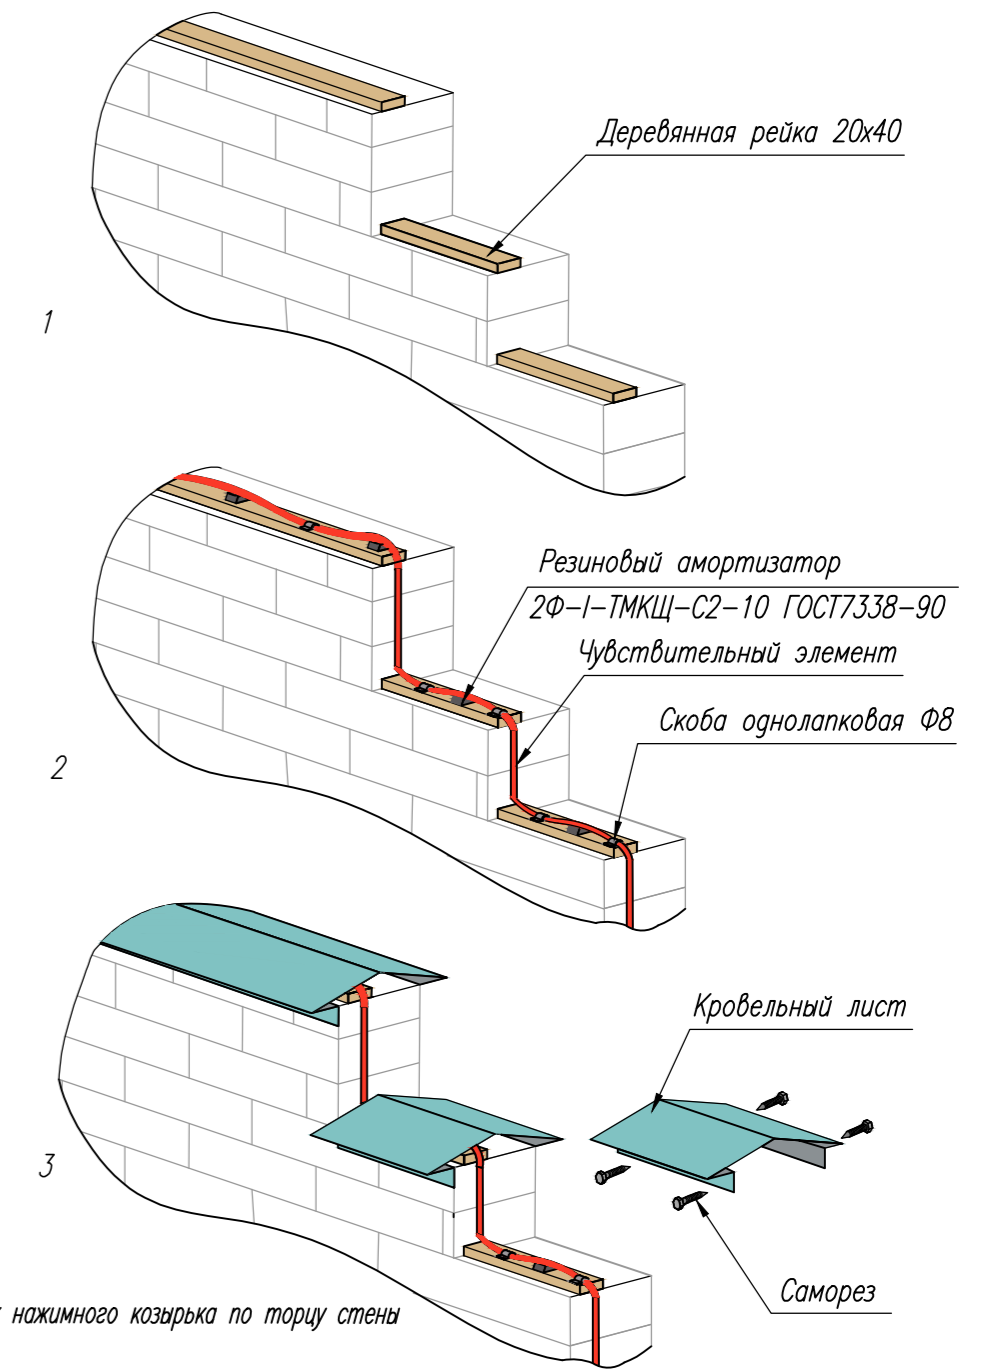 Деревянная рейка 20х40
1
Резиновый амортизатор
2Ф-I-ТМКЩ-С2-10 ГОСТ7338-90
Чувствительный элемент
Скоба однолапковая Ф8
2
Кровельный лист
3
Саморез
нажимного козырька по торцу стены